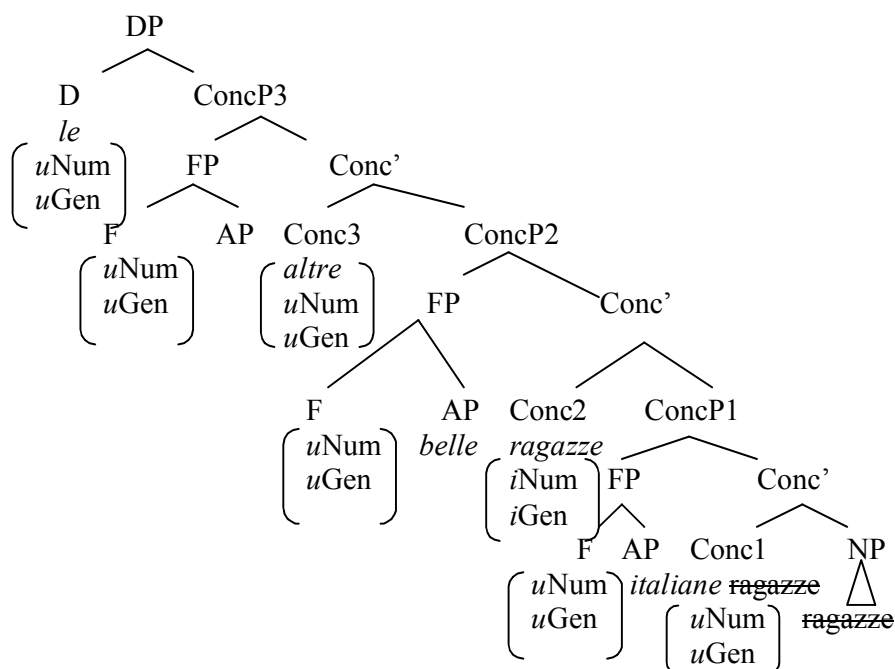 DP
D ConcP3
le
uNum FP Conc’
uGen
F AP Conc3 ConcP2
uNum altre
uGen uNum FP Conc’
uGen
F AP Conc2 ConcP1
uNum belle ragazze
uGen iNum FP Conc’
iGen
F AP Conc1 NP
uNum italiane ragazze
uGen uNum ragazze
uGen